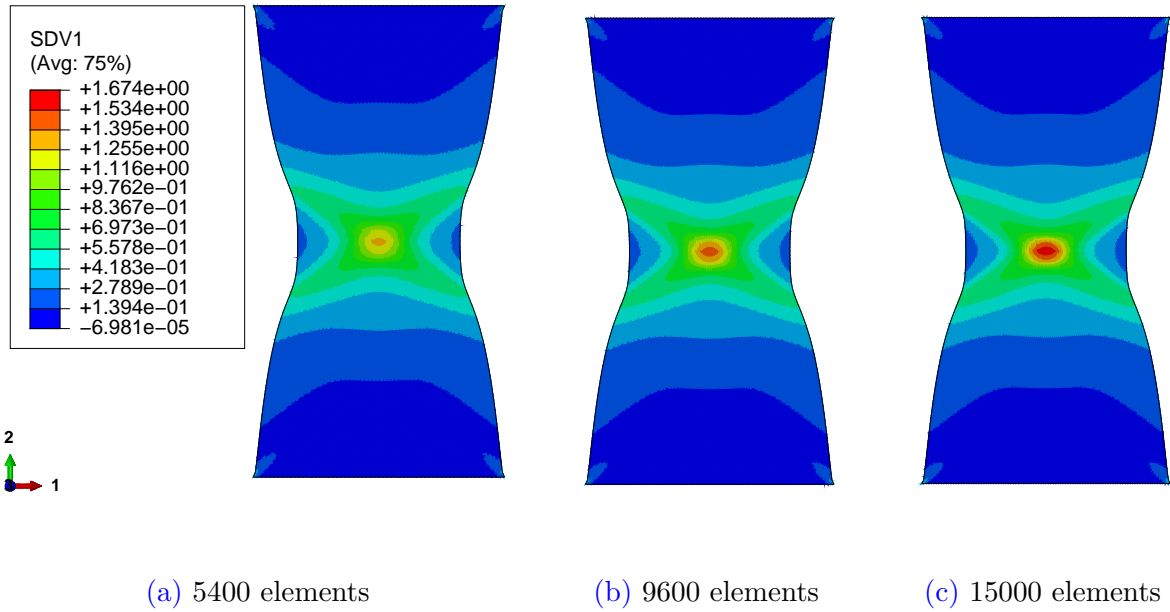 SDV1
(Avg: 75%)
+1.674e+00
+1.534e+00
+1.395e+00
+1.255e+00
+1.116e+00
+9.762e−01
+8.367e−01
+6.973e−01
+5.578e−01
+4.183e−01
+2.789e−01
+1.394e−01
−6.981e−05
2
3 1
(a) 5400 elements
(b) 9600 elements
(c) 15000 elements